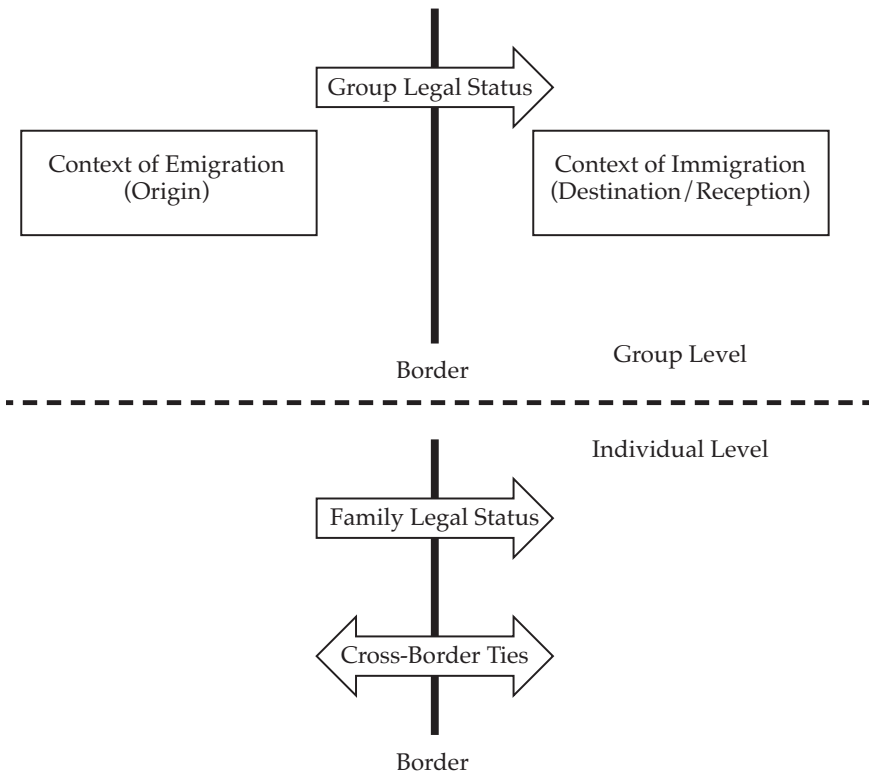 Group Legal Status
Context of Emigration
(Origin)
Context of Immigration
(Destination/Reception)
Group Level
Border
Individual Level
Family Legal Status
Cross-Border Ties
Border